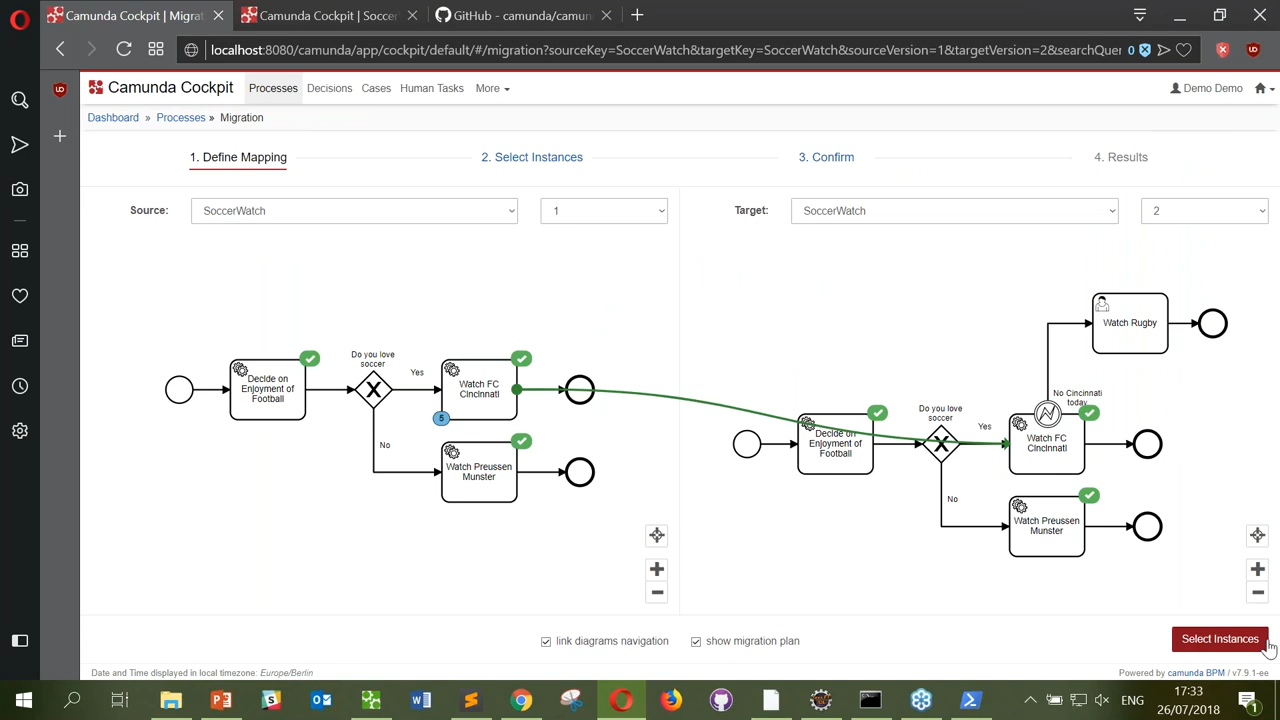 Camunda Cockpit | Migrat
Camunda Cockpit | Soccer
GitHub - camunda/camun
localhost:8080/camunda/app/cockpit/default/#/migration?sourceKey=SoccerWatch&targetKey=SoccerWatch&sourceVersion=1&targetVersion=2&searchQuer
0
UD
UD
Camunda Cockpit
Processes
Decisions
Cases
Human Tasks
More
Demo Demo
Dashboard » Processes » Migration
1. Define Mapping
2. Select Instances
3. Confirm
4. Results
Source:
SoccerWatch
1
Target:
SoccerWatch
2
Decide on
Enjoyment of
Football
Do you love
soccer
Yes
No
Watch FC
Cincinnati
5
Watch Preussen
Munster
Decide on
Enjoyment of
Football
Do you love
soccer
Yes
No
Watch Rugby
No Cincinnati
today
Watch FC
Cincinnati
Watch Preussen
Munster
link diagrams navigation
show migration plan
Select Instances
Date and Time displayed in local timezone: Europe/Berlin
Powered by camunda BPM / v7.9.1-ee
ENG
17:33
26/07/2018
1